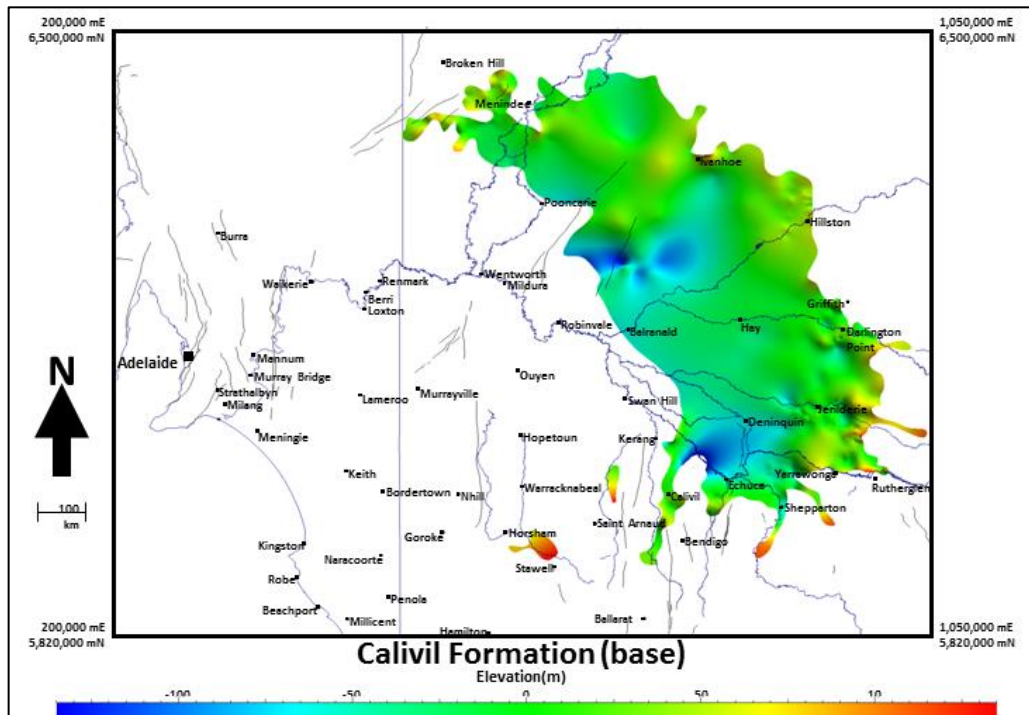 200,000 mE
6,500,000 mN
1,050,000 mE
6,500,000 mN
Broken Hill
Menindee
Ivanhoe
Pooncarie
Hillston
Burra
Wentworth
Waikerie
Renmark
Mildura
Berri
Loxton
Griffith
Robinvale
Balranald
Hay
Darlington
Point
Adelaide
Mannum
N
Murray Bridge
Ouyen
Strathalbyn
Milang
Lameroo
Murrayville
Swan Hill
Jerilderie
Deninquin
Meningie
Hopetoun
Kerang
Keith
Yarrawonga
Echuca
Rutherglen
Bordertown
Nhill
Warracknabeal
Calivil
Shepparton
100
km
Saint Arnaud
Goroke
Horsham
Bendigo
Kingston
Naracoorte
Stawell
Robe
Penola
Beachport
Millicent
Ballarat
Hamilton
200,000 mE
5,820,000 mN
1,050,000 mE
5,820,000 mN
Calivil Formation (base)
Elevation(m)
-100 -50 0 50 10